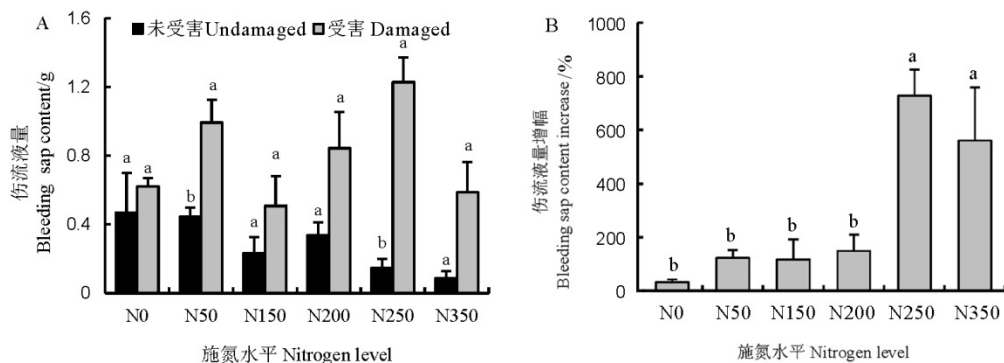 A
未受害Undamaged
受害 Damaged
伤流液量
Bleeding sap content/g
1.6
1.2
0.8
0.4
0
a
a
b
a
a
a
a
a
b
a
a
a
N0
N50
N150
N200
N250
N350
施氮水平 Nitrogen level
B
伤流液量增幅
Bleeding sap content increase/%
1000
800
600
400
200
0
b
b
b
b
a
a
N0
N50
N150
N200
N250
N350
施氮水平 Nitrogen level